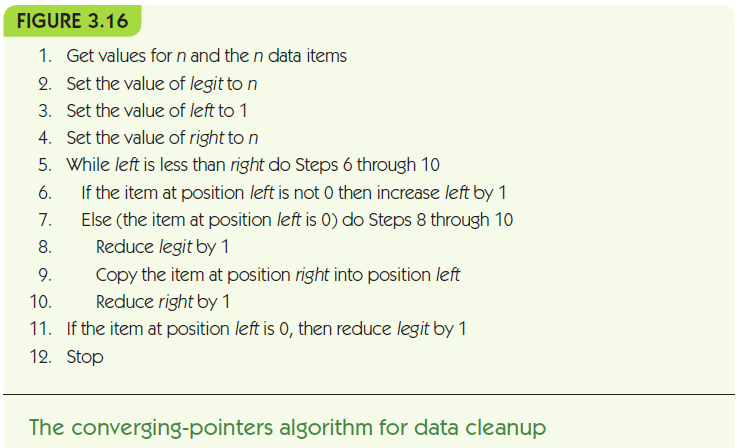 FIGURE 3.16
1. Get values for n and the n data items
2. Set the value of legit to n
3. Set the value of left to 1
4. Set the value of right to n
5. While left is less than right do Steps 6 through 10
6. If the item at position left is not 0 then increase left by 1
7. Else (the item at position left is 0) do Steps 8 through 10
8. Reduce legit by 1
9. Copy the item at position right into position left
10. Reduce right by 1
11. If the item at position left is 0, then reduce legit by 1
12. Stop
The converging-pointers algorithm for data cleanup